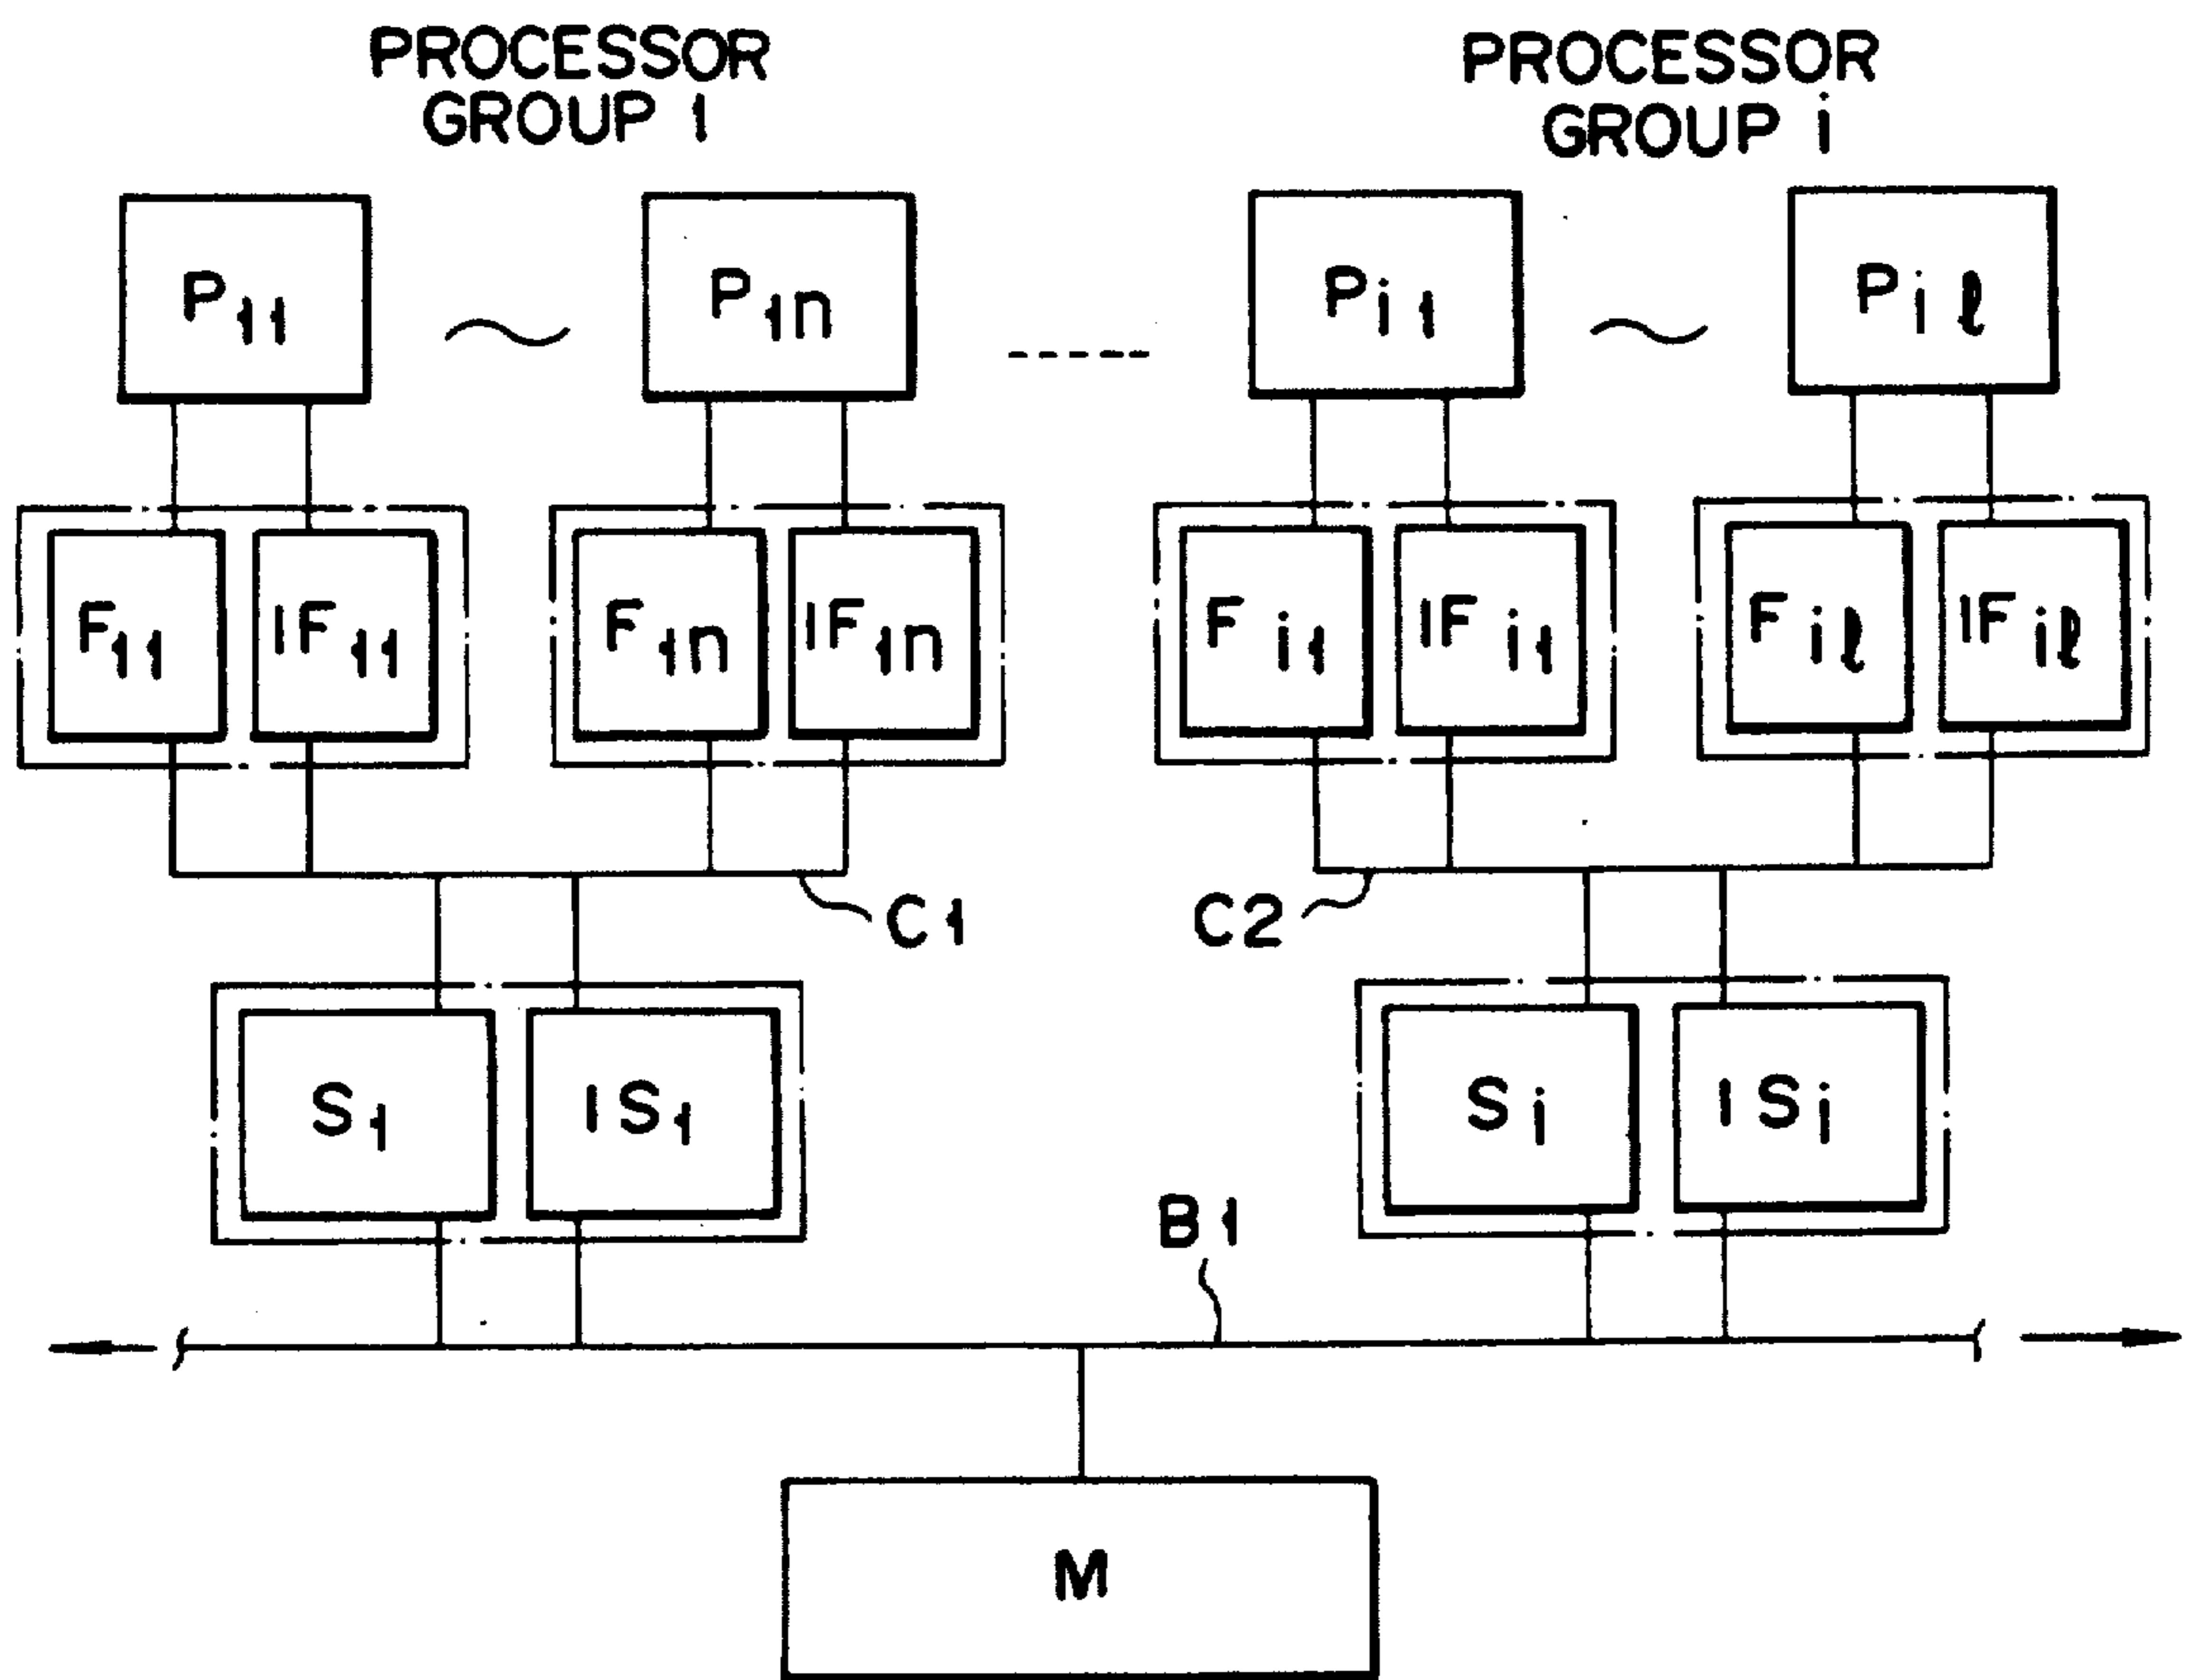 PROCESSOR
GROUP 1
PROCESSOR
GROUP i
P11
P1n
Pi1
Piℓ
F11
IF11
F1n
IF1n
Fi1
IFi1
Fiℓ
IFiℓ
C1
C2
S1
IS1
Si
ISi
B1
M